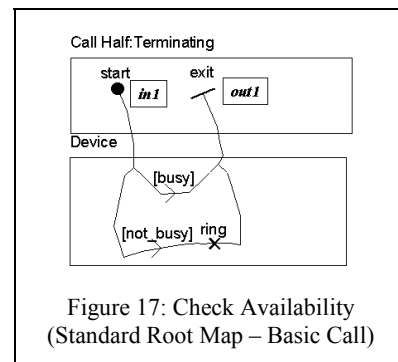 Call Half:Terminating
start
exit
in1
out1
Device
[busy]
[not_busy]
ring
Figure 17: Check Availability
(Standard Root Map – Basic Call)